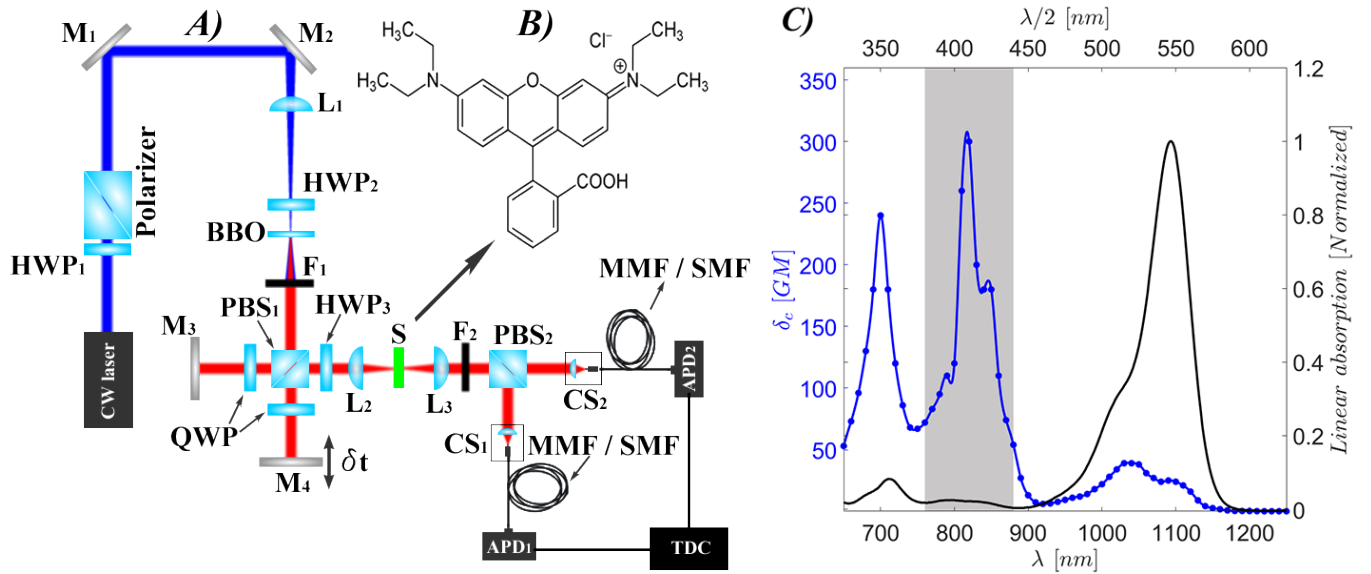 A)
M1
M2
L1
Polarizer
HWP2
BBO
HWP1
F1
PBS1
HWP3
M3
S
F2
PBS2
CW laser
L2
L3
CS2
APD2
MMF / SMF
QWP
δt
M4
CS1
MMF / SMF
APD1
TDC
B)
H3C
CH3
Cl−
H3C
N
O
N
+
CH3
COOH
C)
λ/2 [nm]
350 400 450 500 550 600
350
300
250
200
150
100
50
δc [GM]
1.2
1
0.8
0.6
0.4
0.2
0
Linear absorption [Normalized]
700 800 900 1000 1100 1200
λ [nm]